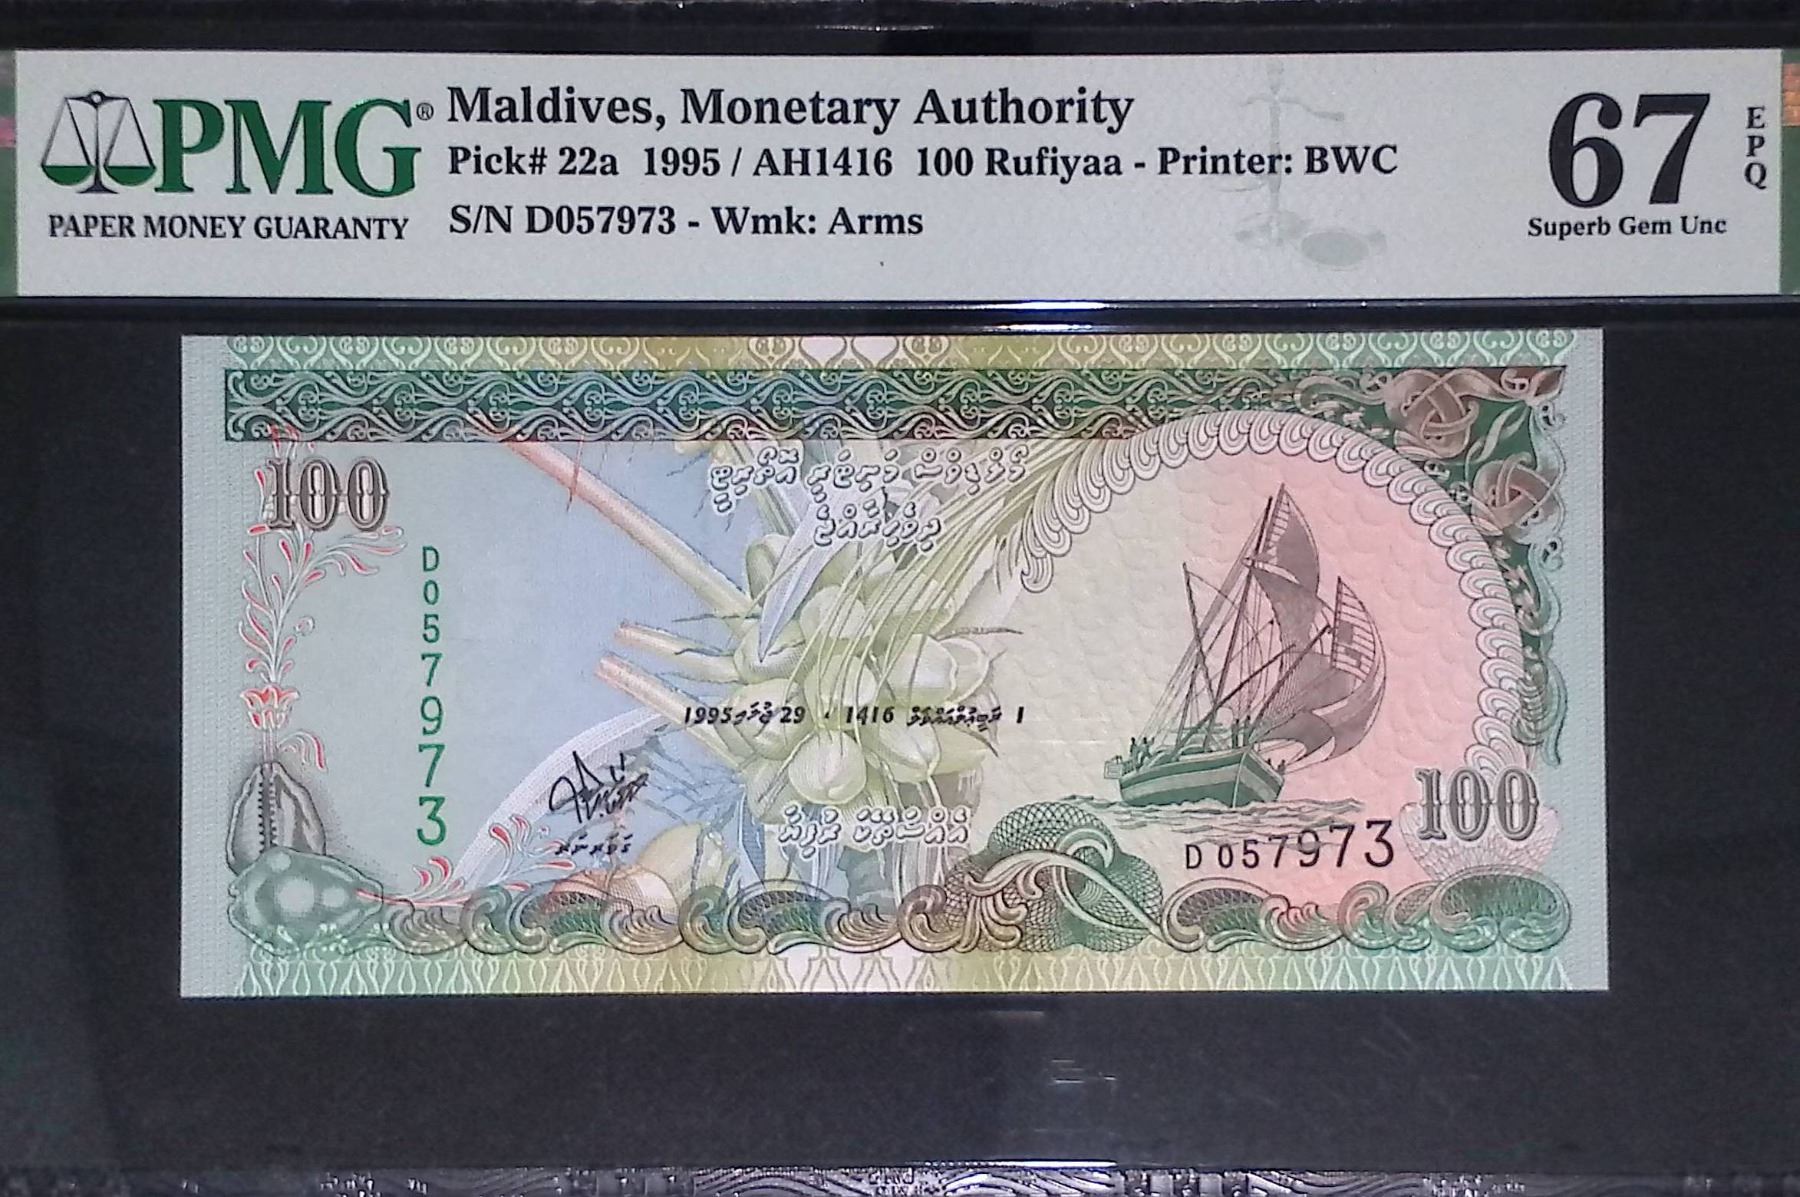 PMG®
PAPER MONEY GUARANTY
Maldives, Monetary Authority
Pick# 22a 1995 / AH1416 100 Rufiyaa - Printer: BWC
S/N D057973 - Wmk: Arms
67
EPQ
Superb Gem Unc
100
D057973
ދިވެހިރާއްޖެ
1416
29
1995
އެއްސަތޭކަ ރުފިޔާ
ގަވަރނަރ
D057973
100